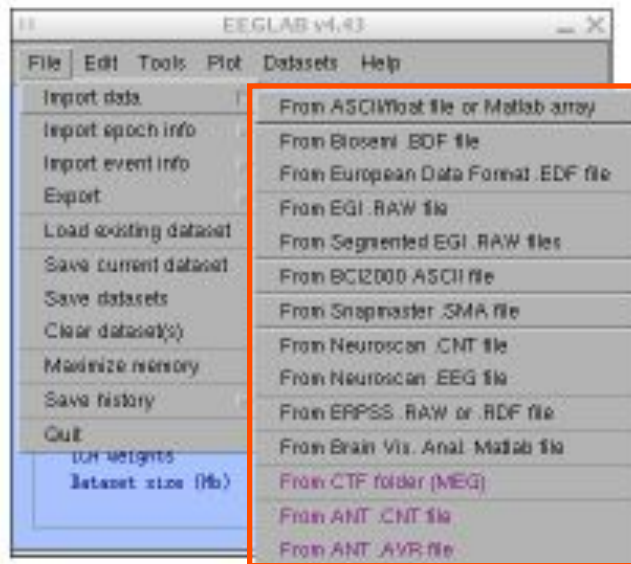 EEGLAB v4.43
File Edit Tools Plot Datasets Help
Import data
Import epoch info
Import event info
Export
Load existing dataset
Save current dataset
Save datasets
Clear dataset(s)
Maximize memory
Save history
Quit
ICA weights
Dataset size (Mb)
From ASCII/float file or Matlab array
From Biosemi .BDF file
From European Data Format .EDF file
From EGI .RAW file
From Segmented EGI .RAW files
From BCI2000 ASCII file
From Snapmaster .SMA file
From Neuroscan .CNT file
From Neuroscan .EEG file
From ERPSS .RAW or .RDF file
From Brain Vis. Anal. Matlab file
From CTF folder (MEG)
From ANT .CNT file
From ANT .AVR file